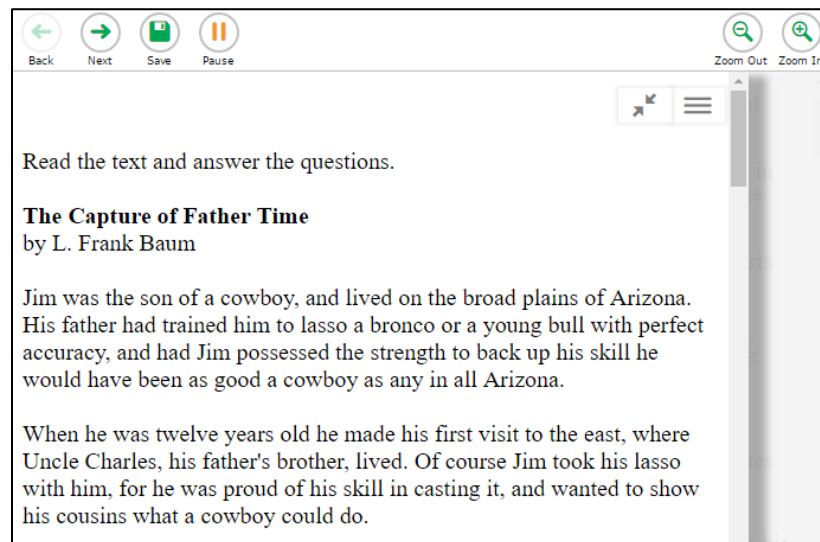 Back Next Save Pause Zoom Out Zoom In
Read the text and answer the questions.
The Capture of Father Time
by L. Frank Baum
Jim was the son of a cowboy, and lived on the broad plains of Arizona.
His father had trained him to lasso a bronco or a young bull with perfect
accuracy, and had Jim possessed the strength to back up his skill he
would have been as good a cowboy as any in all Arizona.
When he was twelve years old he made his first visit to the east, where
Uncle Charles, his father's brother, lived. Of course Jim took his lasso
with him, for he was proud of his skill in casting it, and wanted to show
his cousins what a cowboy could do.